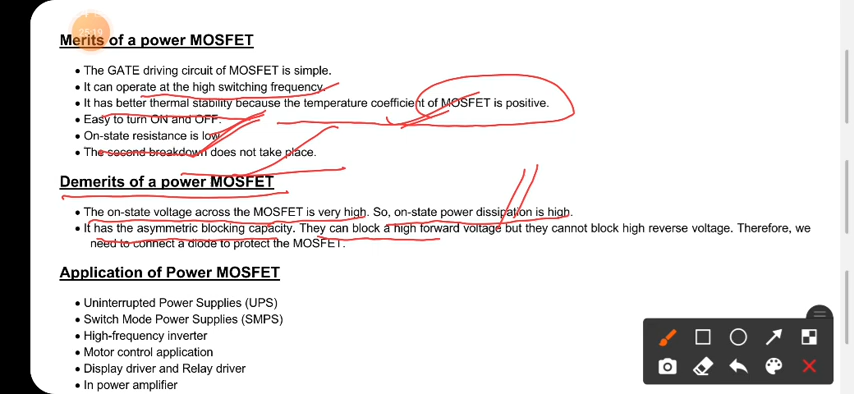 Merits of a power MOSFET
• The GATE driving circuit of MOSFET is simple.
• It can operate at the high switching frequency.
• It has better thermal stability because the temperature coefficient of MOSFET is positive.
• Easy to turn ON and OFF.
• On-state resistance is low.
• The second breakdown does not take place.
Demerits of a power MOSFET
• The on-state voltage across the MOSFET is very high. So, on-state power dissipation is high.
• It has the asymmetric blocking capacity. They can block a high forward voltage but they cannot block high reverse voltage. Therefore, we
need to connect a diode to protect the MOSFET.
Application of Power MOSFET
• Uninterrupted Power Supplies (UPS)
• Switch Mode Power Supplies (SMPS)
• High-frequency inverter
• Motor control application
• Display driver and Relay driver
• In power amplifier